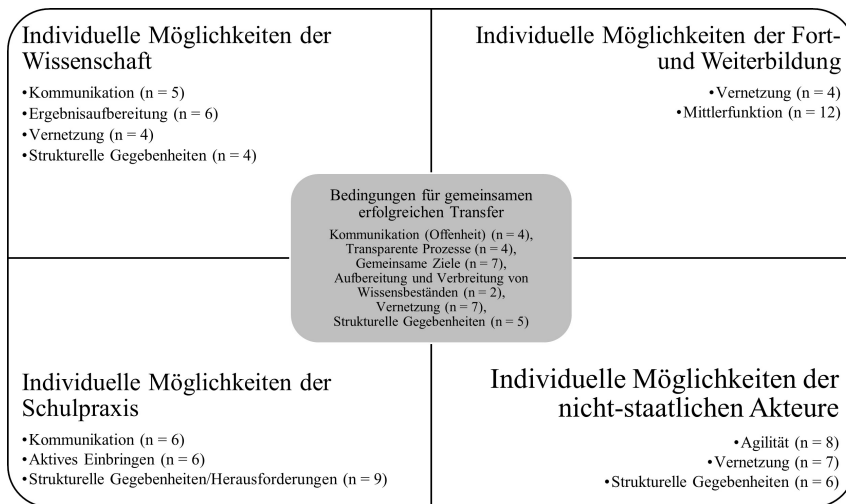 Individuelle Möglichkeiten der
Wissenschaft
•Kommunikation (n = 5)
•Ergebnisaufbereitung (n = 6)
•Vernetzung (n = 4)
•Strukturelle Gegebenheiten (n = 4)
Individuelle Möglichkeiten der Fort-
und Weiterbildung
•Vernetzung (n = 4)
•Mittlerfunktion (n = 12)
Bedingungen für gemeinsamen
erfolgreichen Transfer
Kommunikation (Offenheit) (n = 4),
Transparente Prozesse (n = 4),
Gemeinsame Ziele (n = 7),
Aufbereitung und Verbreitung von
Wissensbeständen (n = 2),
Vernetzung (n = 7),
Strukturelle Gegebenheiten (n = 5)
Individuelle Möglichkeiten der
Schulpraxis
•Kommunikation (n = 6)
•Aktives Einbringen (n = 6)
•Strukturelle Gegebenheiten/Herausforderungen (n = 9)
Individuelle Möglichkeiten der
nicht-staatlichen Akteure
•Agilität (n = 8)
•Vernetzung (n = 7)
•Strukturelle Gegebenheiten (n = 6)